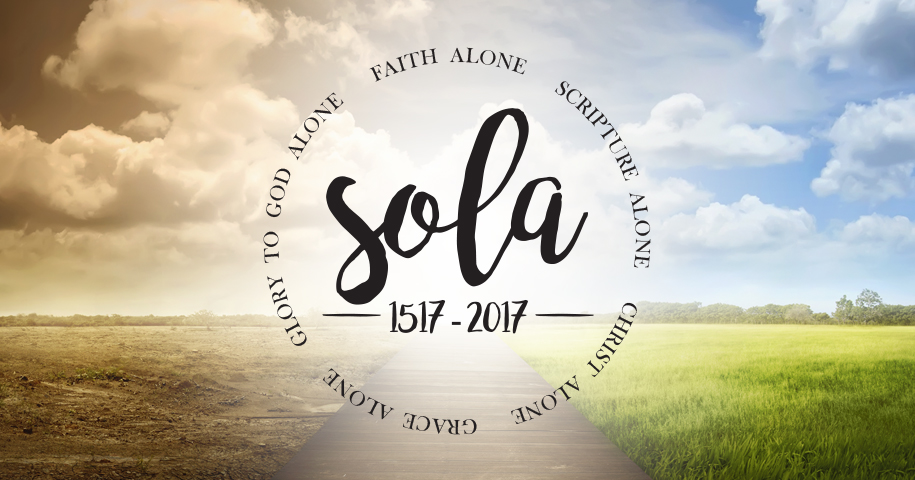 FAITH ALONE
SCRIPTURE ALONE
CHRIST ALONE
GRACE ALONE
GLORY TO GOD ALONE
sola
1517 - 2017